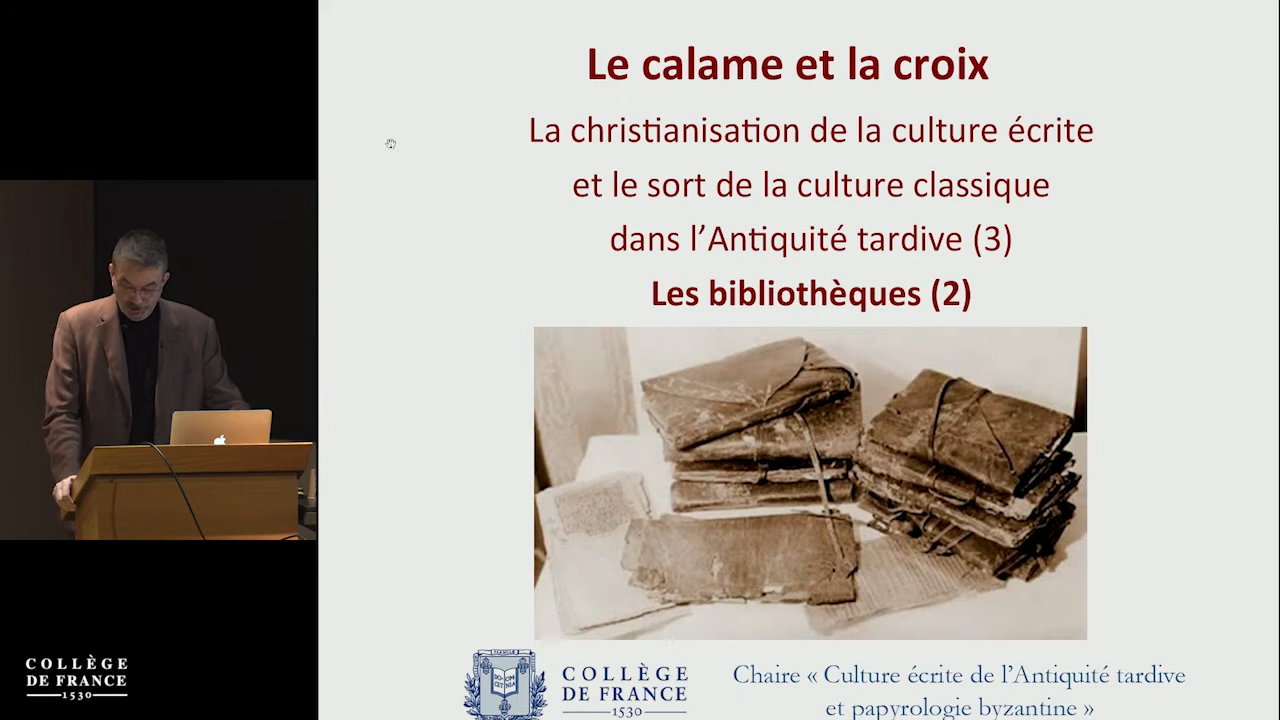 Le calame et la croix
La christianisation de la culture écrite
et le sort de la culture classique
dans l’Antiquité tardive (3)
Les bibliothèques (2)
COLLÈGE
DE FRANCE
1530
COLLÈGE
DE FRANCE
1530
Chaire « Culture écrite de l’Antiquité tardive
et papyrologie byzantine »